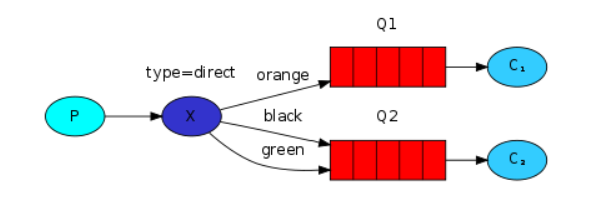 Q1
C₁
type=direct
orange
P
X
black
Q2
green
C₂